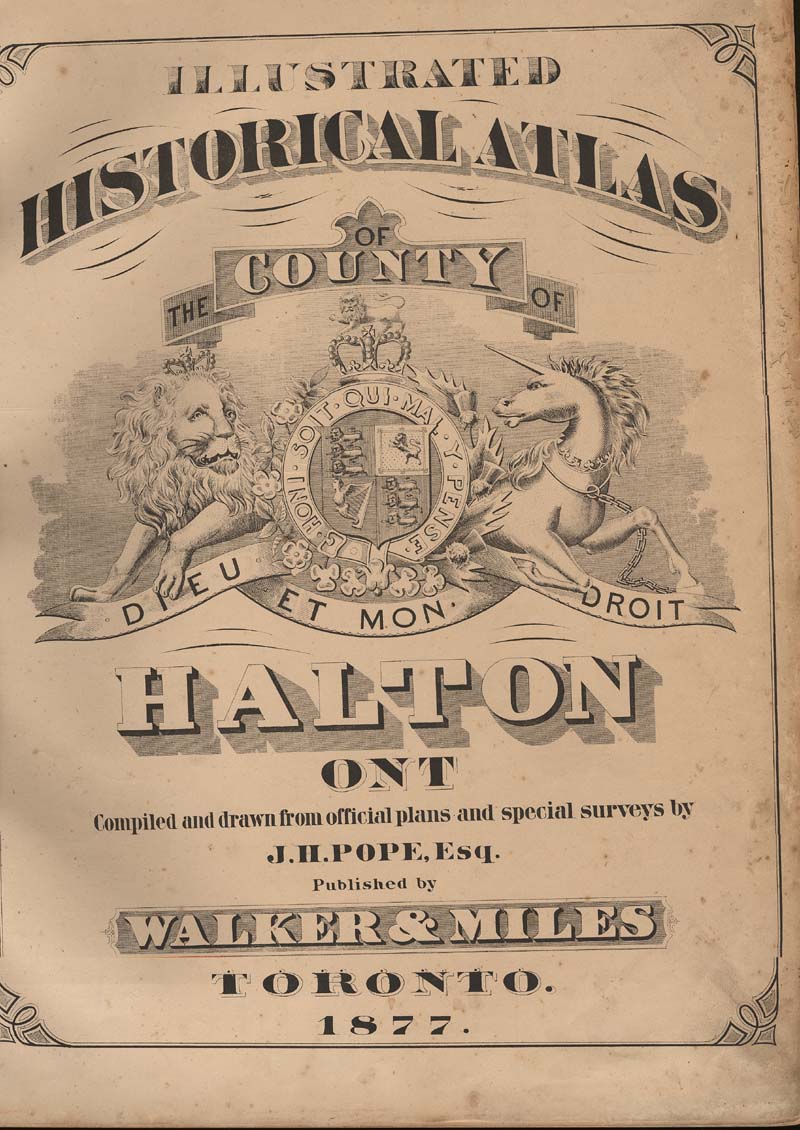 ILLUSTRATED
HISTORICAL ATLAS
OF
THE COUNTY OF
HONI · SOIT · QUI · MAL · Y · PENSE
DIEU ET MON · DROIT
HALTON
ONT
Compiled and drawn from official plans and special surveys by
J.H.POPE, Esq.
Published by
WALKER & MILES
TORONTO.
1877.